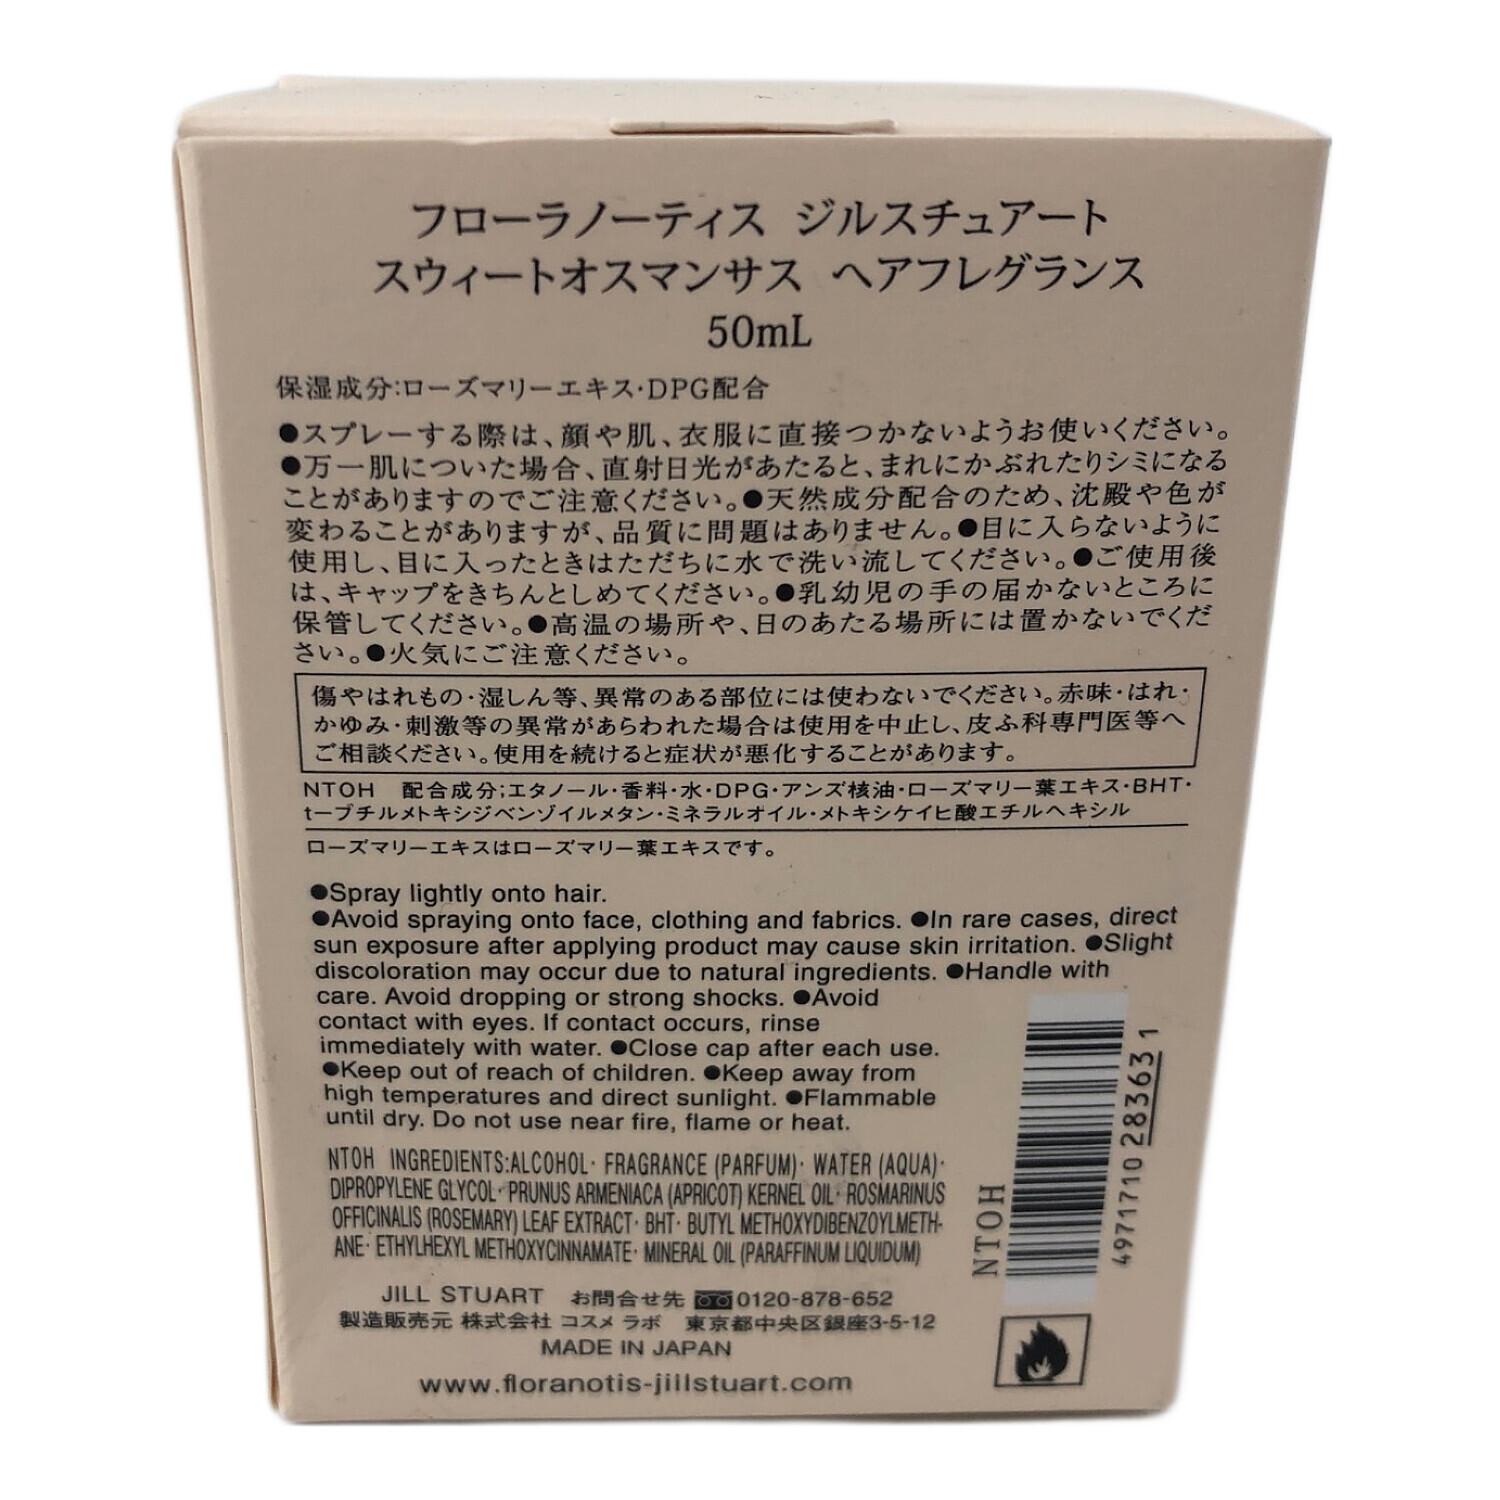 フローラノーティス ジルスチュアート
スウィートオスマンサス ヘアフレグランス
50mL
保湿成分:ローズマリーエキス・DPG配合
●スプレーする際は、顔や肌、衣服に直接つかないようお使いください。
●万一肌についた場合、直射日光があたると、まれにかぶれたりシミになる
ことがありますのでご注意ください。●天然成分配合のため、沈殿や色が
変わることがありますが、品質に問題はありません。●目に入らないように
使用し、目に入ったときはただちに水で洗い流してください。●ご使用後
は、キャップをきちんとしめてください。●乳幼児の手の届かないところに
保管してください。●高温の場所や、日のあたる場所には置かないでくだ
さい。●火気にご注意ください。
傷やはれもの・湿しん等、異常のある部位には使わないでください。赤味・はれ・
かゆみ・刺激等の異常があらわれた場合は使用を中止し、皮ふ科専門医等へ
ご相談ください。使用を続けると症状が悪化することがあります。
NTOH 配合成分;エタノール・香料・水・DPG・アンズ核油・ローズマリー葉エキス・BHT・
t-ブチルメトキシジベンゾイルメタン・ミネラルオイル・メトキシケイヒ酸エチルヘキシル
ローズマリーエキスはローズマリー葉エキスです。
●Spray lightly onto hair.
●Avoid spraying onto face, clothing and fabrics. ●In rare cases, direct
sun exposure after applying product may cause skin irritation. ●Slight
discoloration may occur due to natural ingredients. ●Handle with
care. Avoid dropping or strong shocks. ●Avoid
contact with eyes. If contact occurs, rinse
immediately with water. ●Close cap after each use.
●Keep out of reach of children. ●Keep away from
high temperatures and direct sunlight. ●Flammable
until dry. Do not use near fire, flame or heat.
NTOH INGREDIENTS:ALCOHOL· FRAGRANCE (PARFUM)· WATER (AQUA)·
DIPROPYLENE GLYCOL· PRUNUS ARMENIACA (APRICOT) KERNEL OIL· ROSMARINUS
OFFICINALIS (ROSEMARY) LEAF EXTRACT· BHT· BUTYL METHOXYDIBENZOYLMETH-
ANE· ETHYLHEXYL METHOXYCINNAMATE· MINERAL OIL (PARAFFINUM LIQUIDUM)
NTOH
4971710283631
JILL STUART お問合せ先 0120-878-652
製造販売元 株式会社 コスメ ラボ 東京都中央区銀座3-5-12
MADE IN JAPAN
www.floranotis-jillstuart.com